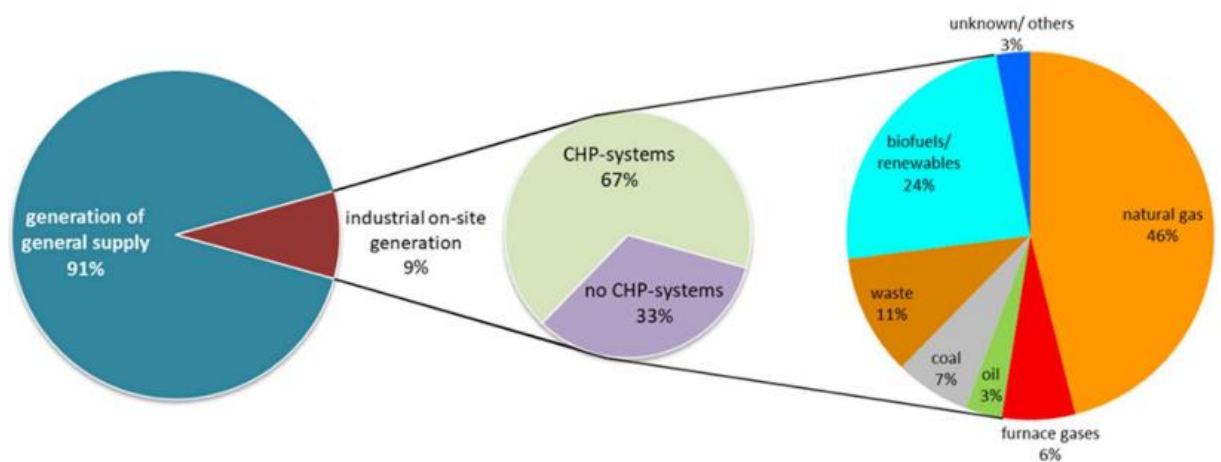 generation of
general supply
91%
industrial on-site
generation
9%
CHP-systems
67%
no CHP-systems
33%
unknown/ others
3%
biofuels/
renewables
24%
natural gas
46%
waste
11%
coal
7%
oil
3%
furnace gases
6%